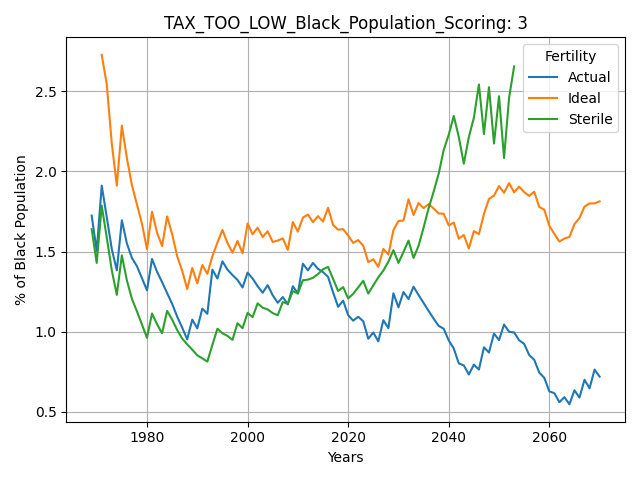 TAX_TOO_LOW_Black_Population_Scoring: 3
Fertility
Actual
Ideal
Sterile
% of Black Population
2.5
2.0
1.5
1.0
0.5
1980 2000 2020 2040 2060
Years